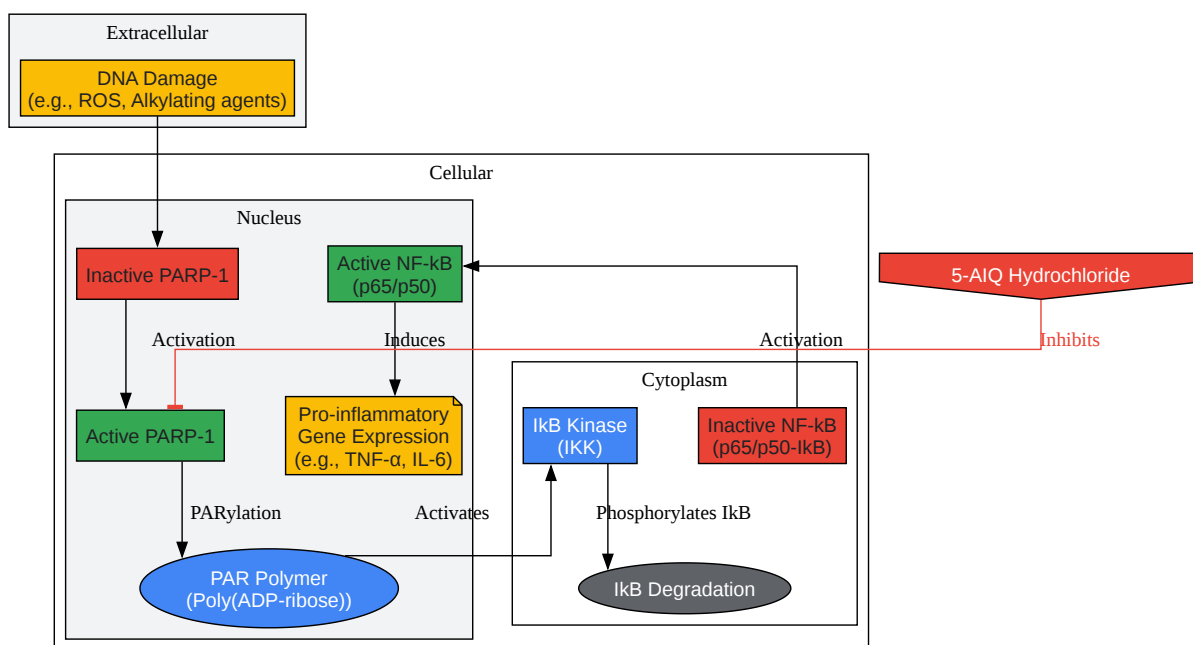 Extracellular
DNA Damage
(e.g., ROS, Alkylating agents)
Cellular
Nucleus
Inactive PARP-1
Active NF-kB
(p65/p50)
5-AIQ Hydrochloride
Activation
Induces
Activation
Inhibits
Cytoplasm
Active PARP-1
Pro-inflammatory
Gene Expression
(e.g., TNF-α, IL-6)
IkB Kinase
(IKK)
Inactive NF-kB
(p65/p50-IkB)
PARylation
Activates
Phosphorylates IkB
PAR Polymer
(Poly(ADP-ribose))
IkB Degradation